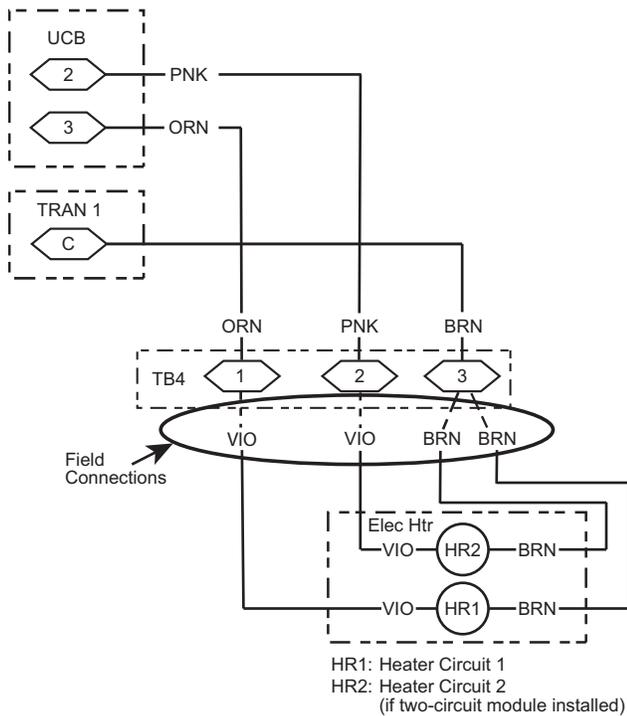 UCB
2 PNK
3 ORN
TRAN 1
C
ORN PNK BRN
TB4 1 2 3
VIO VIO BRN BRN
Field
Connections
Elec Htr
VIO HR2 BRN
VIO HR1 BRN
HR1: Heater Circuit 1
HR2: Heater Circuit 2
(if two-circuit module installed)